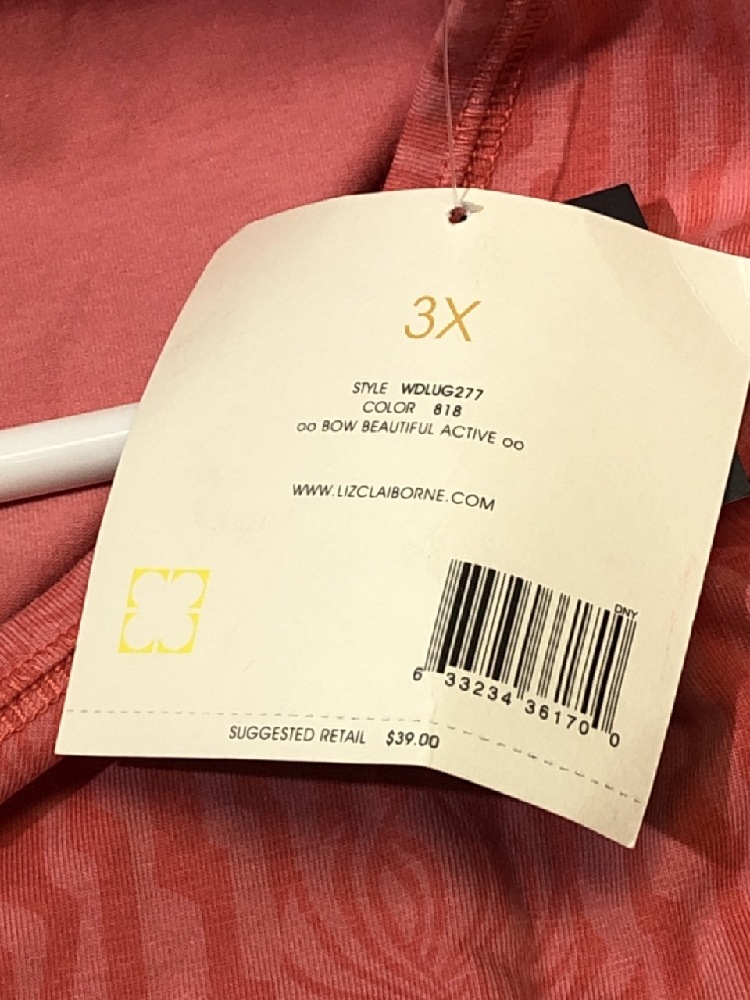 3X
STYLE WDLUG277
COLOR 818
oo BOW BEAUTIFUL ACTIVE oo
WWW.LIZCLAIBORNE.COM
DNY
6 33234 36170 0
SUGGESTED RETAIL $39.00